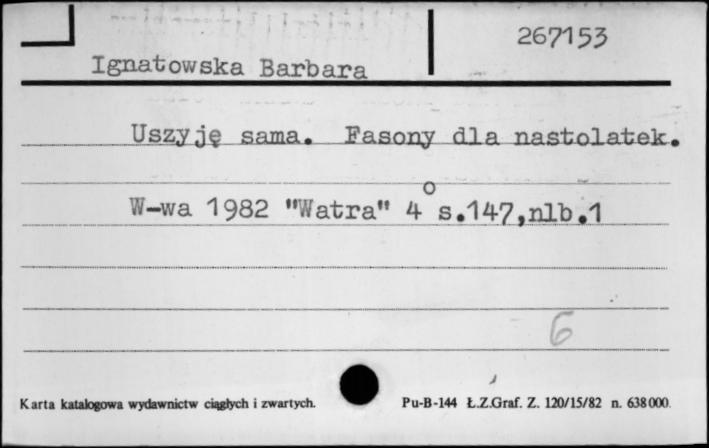 267153
Ignatowska Barbara
Uszyję sama. Fasony dla nastolatek.
W-wa 1982 "Watra" 4° s.147,nlb.1
6
Karta katalogowa wydawnictw ciągłych i zwartych. Pu-B-144 Ł.Z.Graf. Z. 120/15/82 n. 638000.